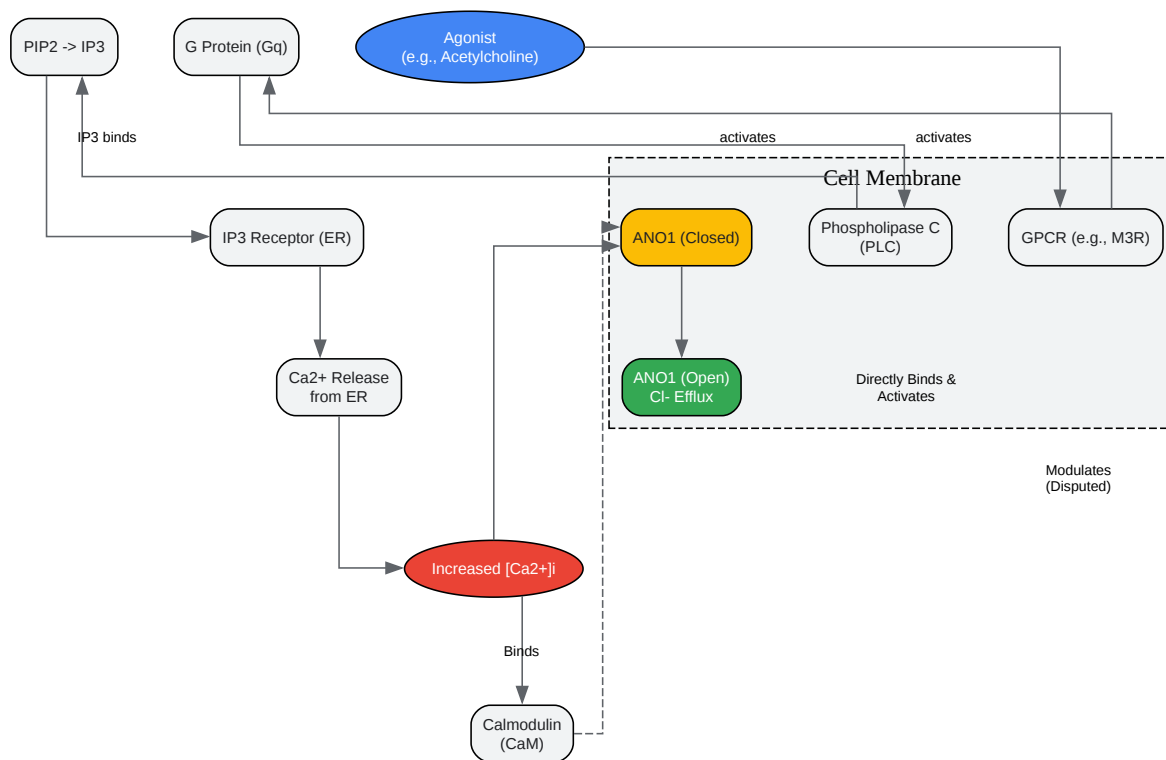 PIP2 -> IP3
G Protein (Gq)
Agonist
(e.g., Acetylcholine)
IP3 binds
activates
activates
Cell Membrane
IP3 Receptor (ER)
ANO1 (Closed)
Phospholipase C
(PLC)
GPCR (e.g., M3R)
Ca2+ Release
from ER
ANO1 (Open)
Cl- Efflux
Directly Binds &
Activates
Modulates
(Disputed)
Increased [Ca2+]i
Binds
Calmodulin
(CaM)